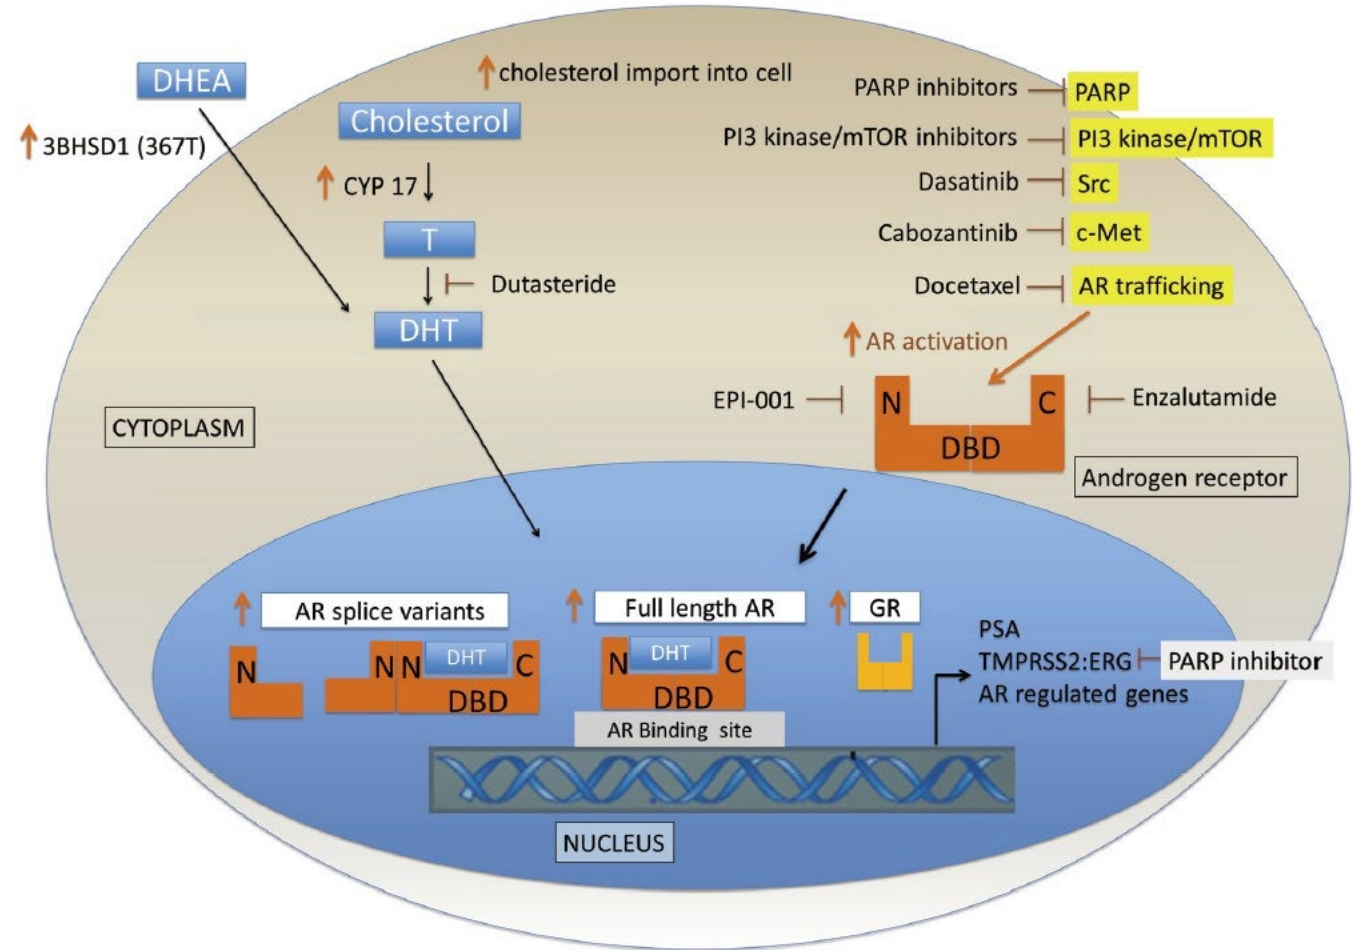 DHEA
cholesterol import into cell
3BHSD1 (367T)
Cholesterol
CYP 17
T
Dutasteride
DHT
PARP inhibitors
PARP
PI3 kinase/mTOR inhibitors
PI3 kinase/mTOR
Dasatinib
Src
Cabozantinib
c-Met
Docetaxel
AR trafficking
AR activation
EPI-001
N
C
DBD
Enzalutamide
Androgen receptor
CYTOPLASM
AR splice variants
N
N
N
DHT
C
DBD
Full length AR
N
DHT
C
DBD
AR Binding site
GR
PSA
TMPRSS2:ERG
AR regulated genes
PARP inhibitor
NUCLEUS